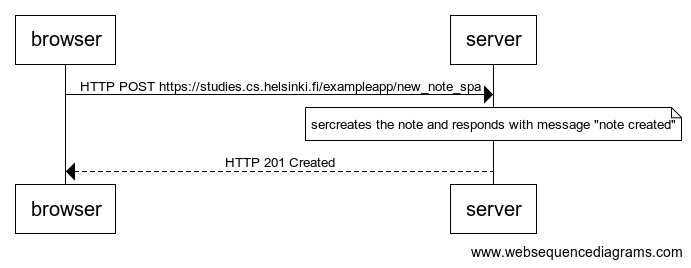 browser server
HTTP POST https://studies.cs.helsinki.fi/exampleapp/new_note_spa
sercreates the note and responds with message "note created"
HTTP 201 Created
browser server
www.websequencediagrams.com